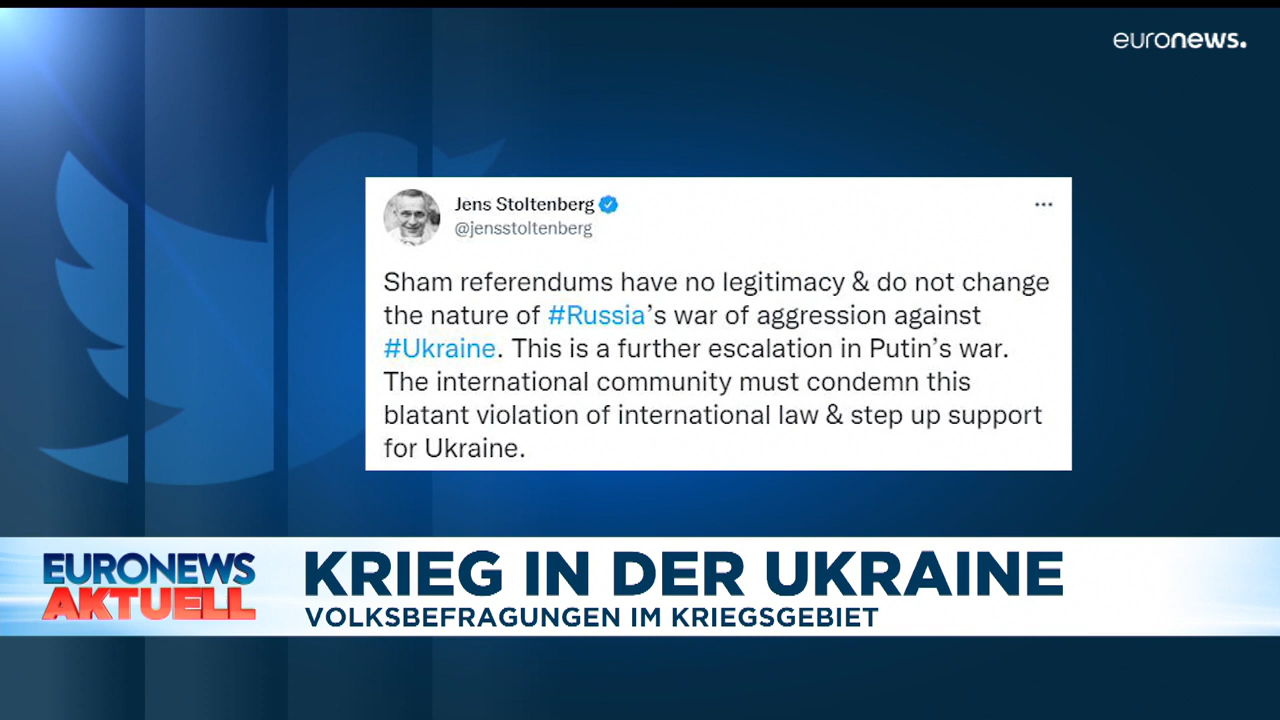 euronews.
Jens Stoltenberg
@jensstoltenberg
Sham referendums have no legitimacy & do not change
the nature of #Russia’s war of aggression against
#Ukraine. This is a further escalation in Putin’s war.
The international community must condemn this
blatant violation of international law & step up support
for Ukraine.
EURONEWS
AKTUELL
KRIEG IN DER UKRAINE
VOLKSBEFRAGUNGEN IM KRIEGSGEBIET